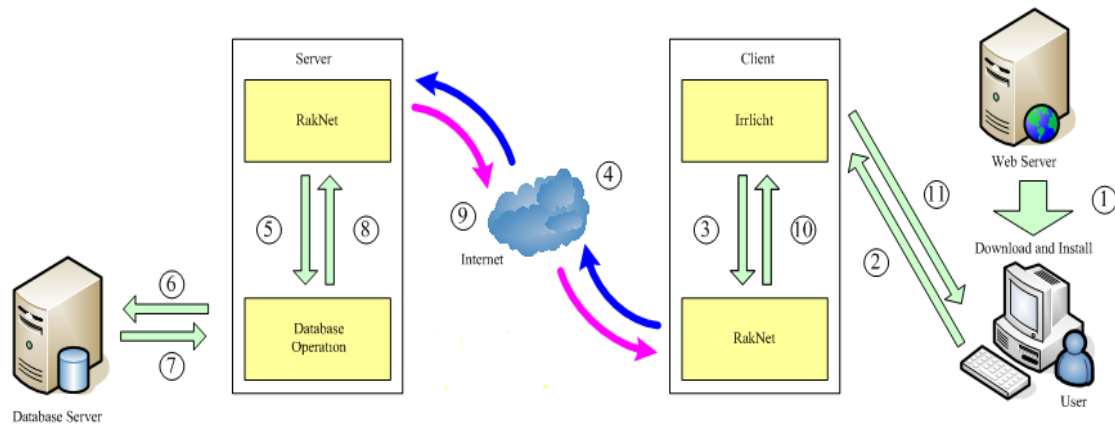 Server
RakNet
⑤
⑧
Database
Operation
⑥
⑦
Database Server
⑨
④
Internet
Client
Irrlicht
③
⑩
RakNet
②
⑪
Web Server
①
Download and Install
User